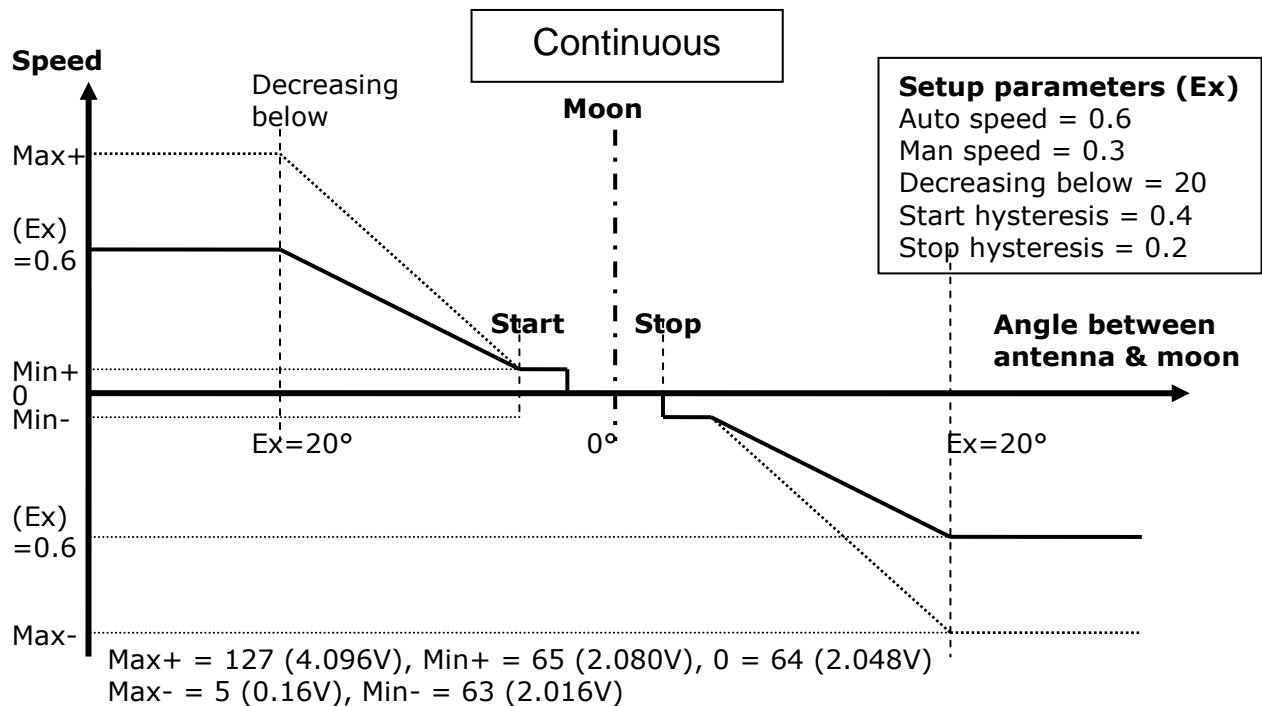 Continuous
Speed
Decreasing
below
Moon
Setup parameters (Ex)
Auto speed = 0.6
Man speed = 0.3
Decreasing below = 20
Start hysteresis = 0.4
Stop hysteresis = 0.2
Max+
(Ex)
=0.6
Start
Stop
Angle between
antenna & moon
Min+
0
Min-
Ex=20°
0°
Ex=20°
(Ex)
=0.6
Max-
Max+ = 127 (4.096V), Min+ = 65 (2.080V), 0 = 64 (2.048V)
Max- = 5 (0.16V), Min- = 63 (2.016V)